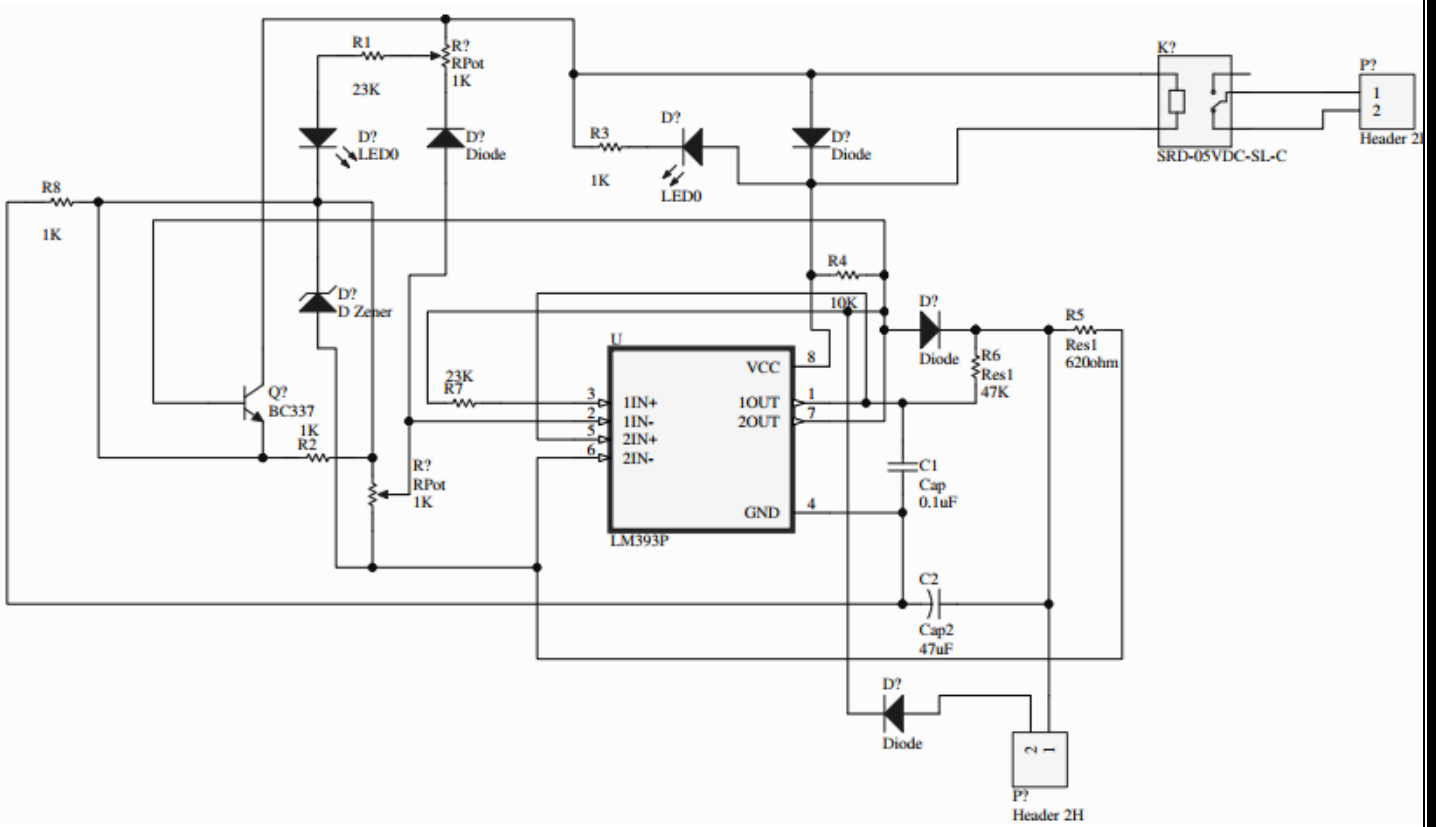 R1
23K
R?
RPot
1K
D?
LED0
D?
Diode
R3
1K
D?
LED0
D?
Diode
K?
SRD-05VDC-SL-C
P?
1
2
Header 2
R8
1K
D?
D Zener
R4
10K
D?
Diode
R5
Res1
620ohm
R6
Res1
47K
Q?
BC337
1K
R2
R?
RPot
1K
23K
R7
U
VCC
8
3
1IN+
1OUT
1
2
1IN-
2OUT
7
5
2IN+
6
2IN-
GND
4
LM393P
C1
Cap
0.1uF
C2
Cap2
47uF
D?
Diode
2
1
P?
Header 2H